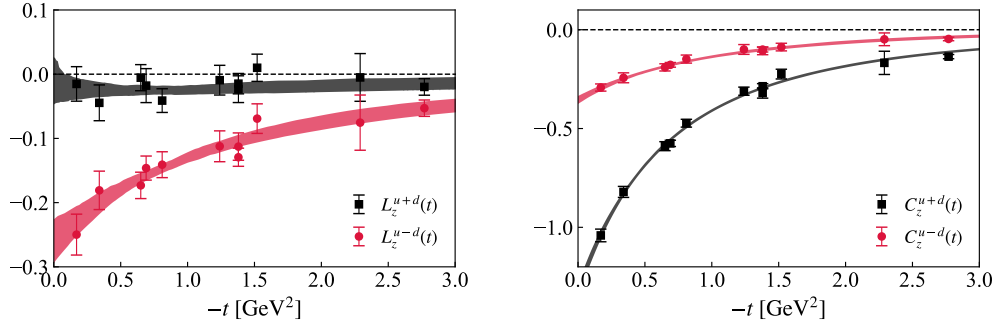 0.1
0.0
−0.1
−0.2
−0.3
0.0 0.5 1.0 1.5 2.0 2.5 3.0
−t [GeV²]
L_z^{u+d}(t)
L_z^{u−d}(t)
−0.0
−0.5
−1.0
0.0 0.5 1.0 1.5 2.0 2.5 3.0
−t [GeV²]
C_z^{u+d}(t)
C_z^{u−d}(t)